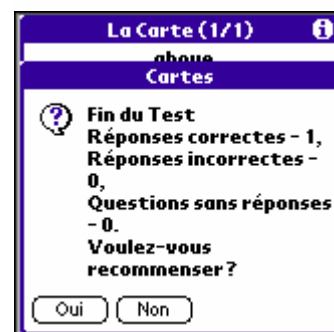 La Carte (1/1)
Cartes
Fin du Test
Réponses correctes - 1,
Réponses incorrectes -
0,
Questions sans réponses
- 0.
Voulez-vous
recommenser?
Oui Non